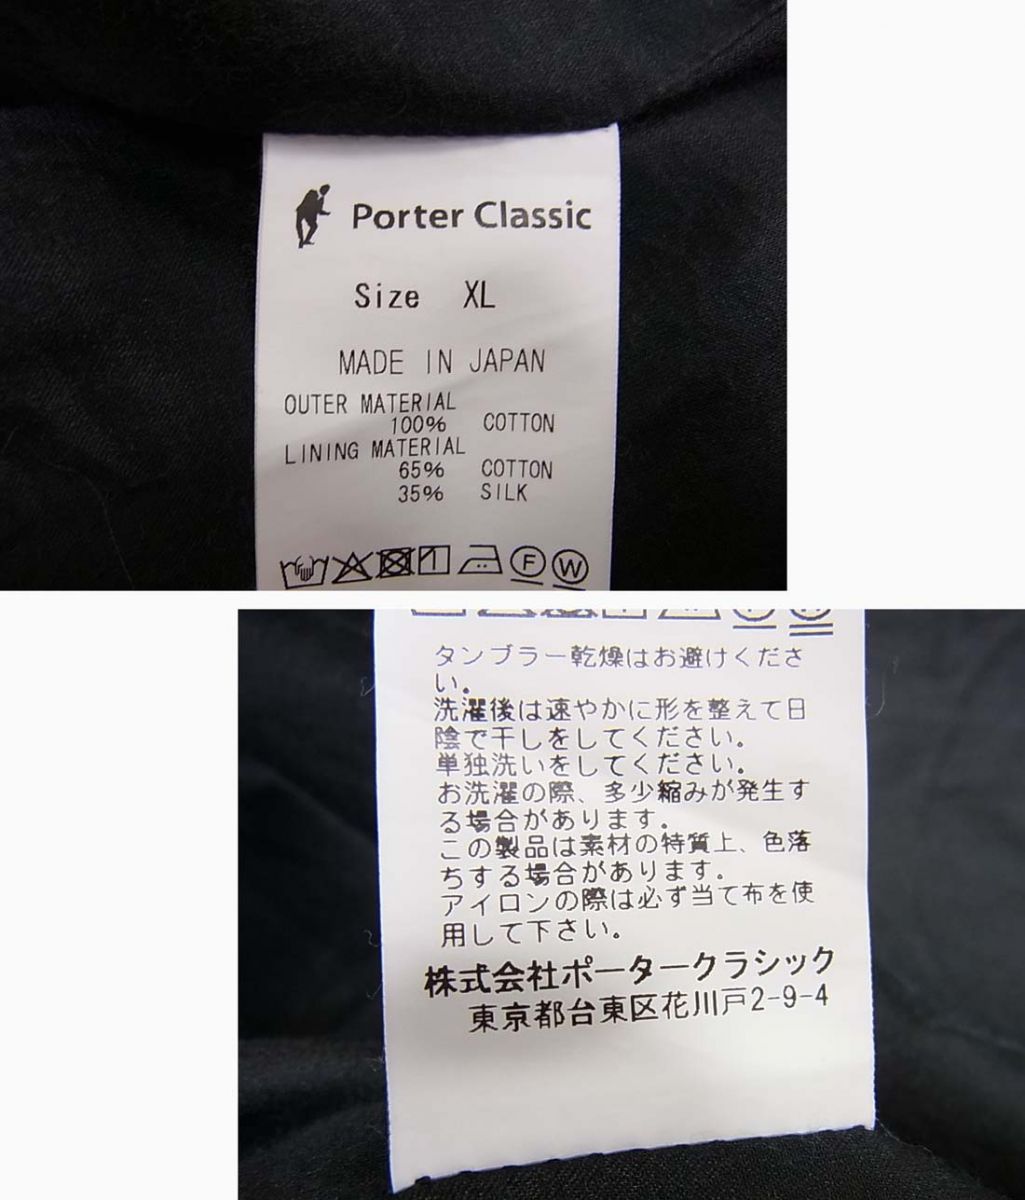 Porter Classic
Size XL
MADE IN JAPAN
OUTER MATERIAL
100% COTTON
LINING MATERIAL
65% COTTON
35% SILK
F W
タンブラー乾燥はお避けくださ
い。
洗濯後は速やかに形を整えて日
陰で干しをしてください。
単独洗いをしてください。
お洗濯の際、多少縮みが発生す
る場合があります。
この製品は素材の特質上、色落
ちする場合があります。
アイロンの際は必ず当て布を使
用して下さい。
株式会社ポータークラシック
東京都台東区花川戸2-9-4